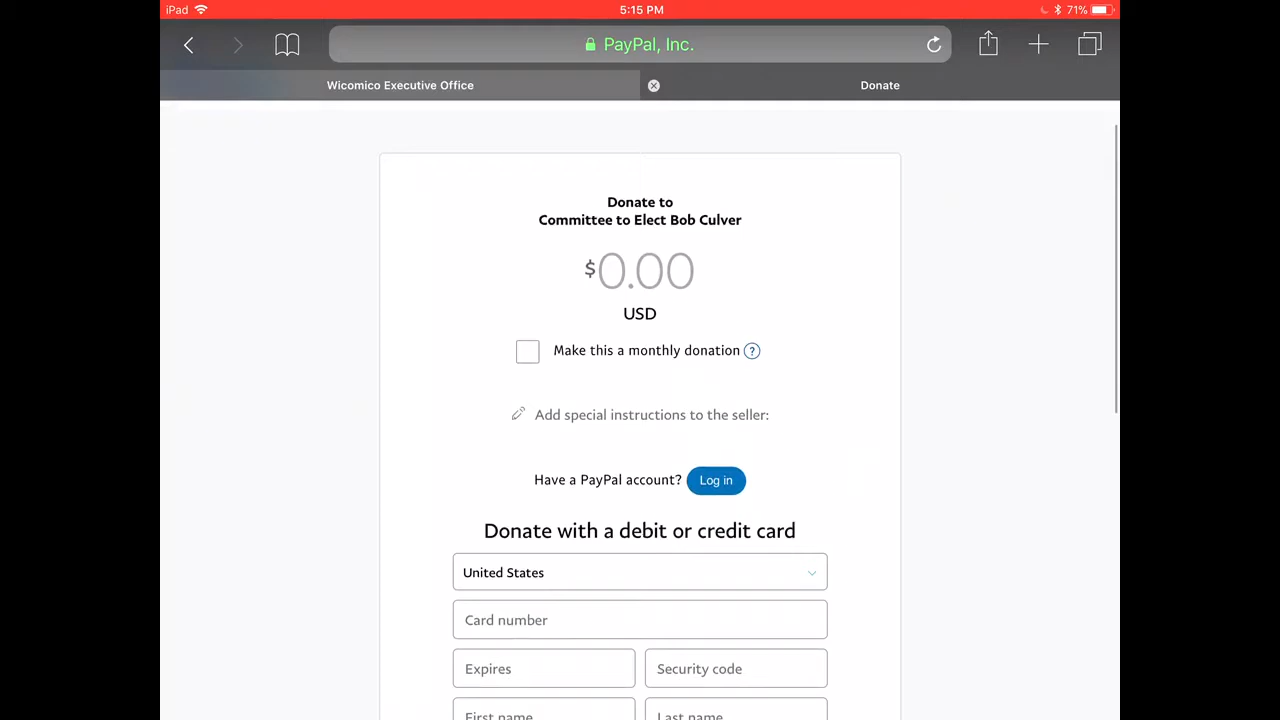 iPad 5:15 PM 71%
PayPal, Inc.
Wicomico Executive Office Donate
Donate to
Committee to Elect Bob Culver
$0.00
USD
Make this a monthly donation ?
Add special instructions to the seller:
Have a PayPal account? Log in
Donate with a debit or credit card
United States
Card number
Expires Security code
First name Last name